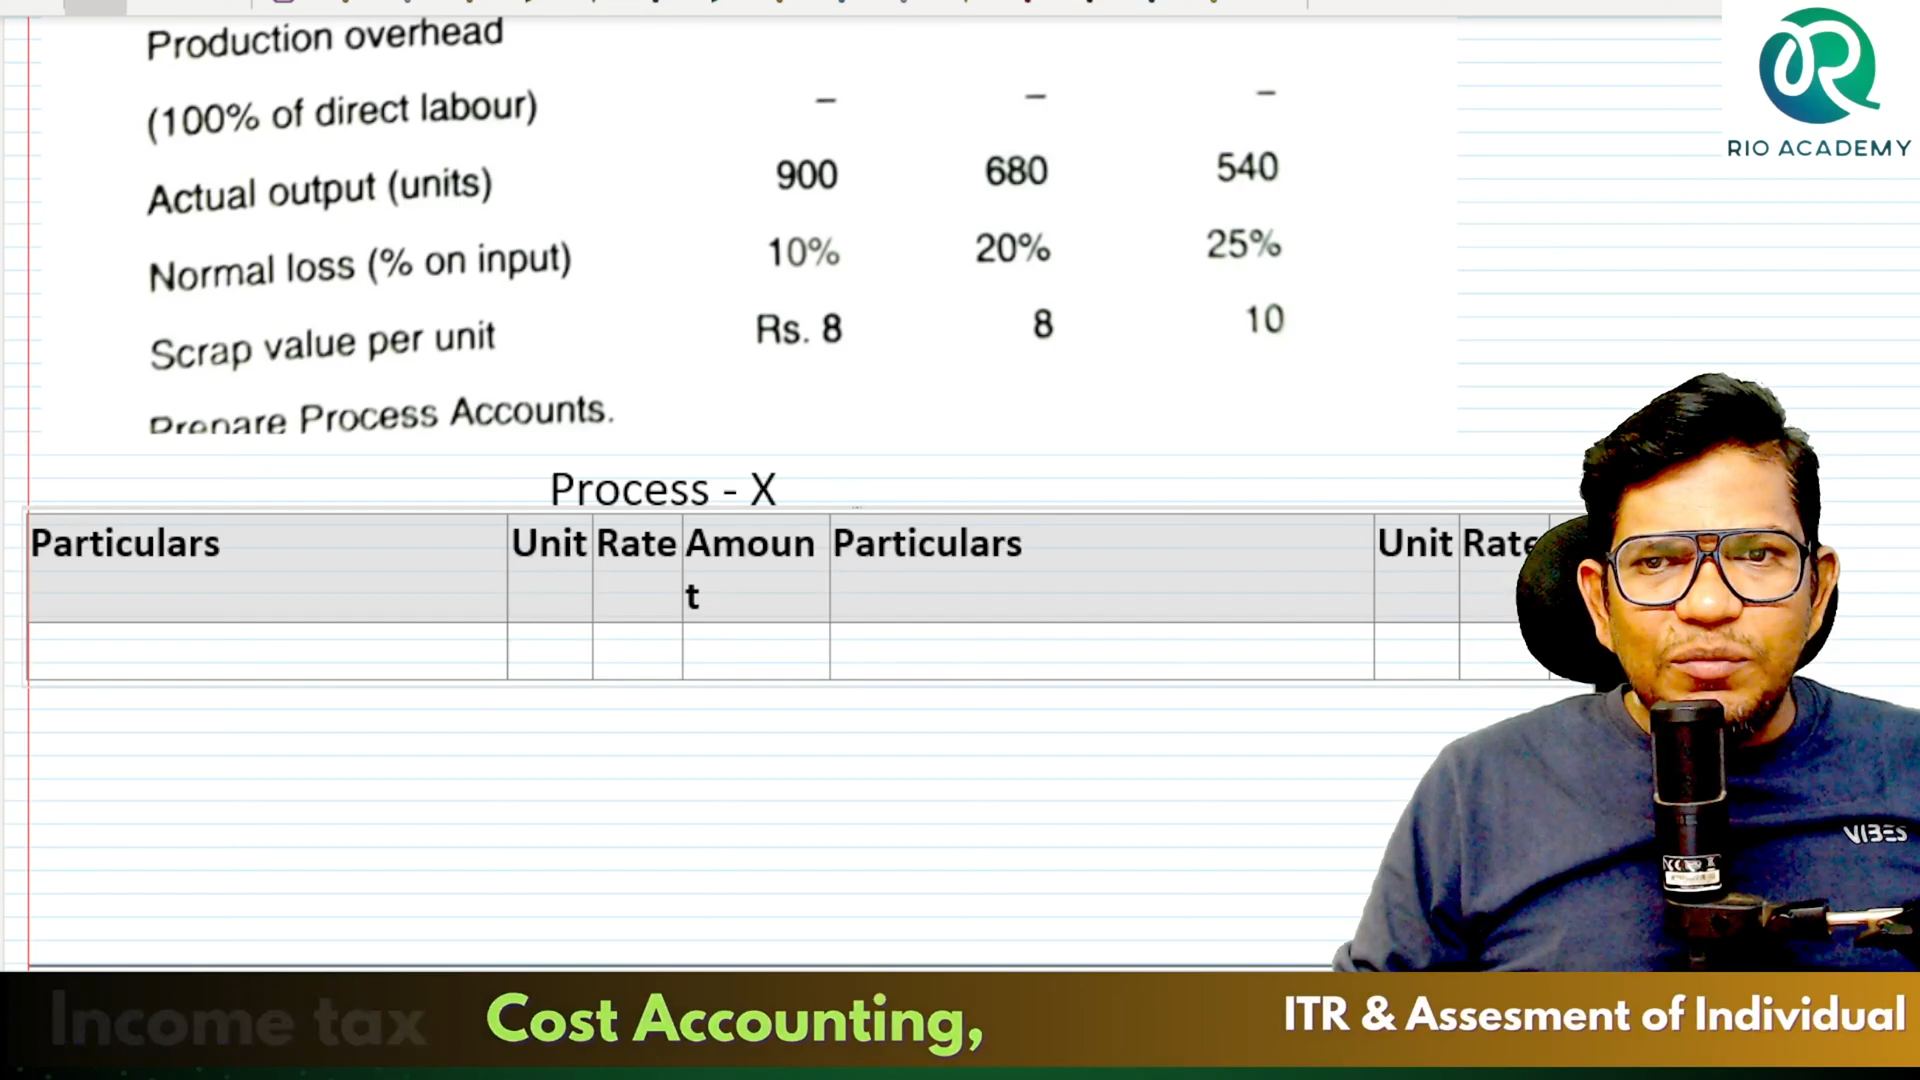 Production overhead
(100% of direct labour) – – –
Actual output (units) 900 680 540
Normal loss (% on input) 10% 20% 25%
Scrap value per unit Rs. 8 8 10
Prepare Process Accounts.
RIO ACADEMY
Process - X
Particulars Unit Rate Amoun
t Particulars Unit Rate
VIBES
Income tax Cost Accounting, ITR & Assesment of Individual